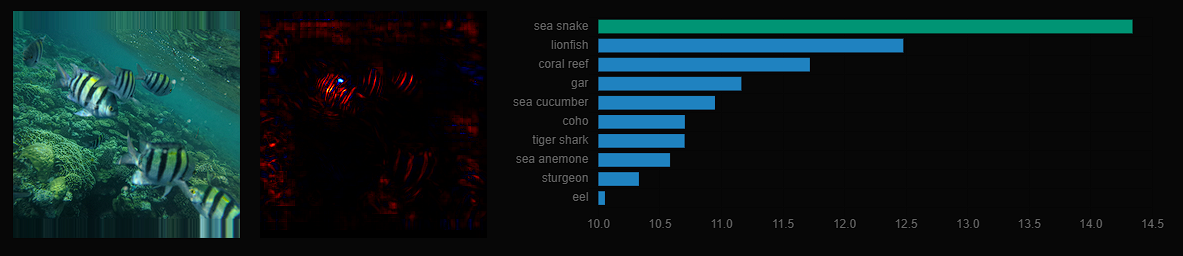 sea snake
lionfish
coral reef
gar
sea cucumber
coho
tiger shark
sea anemone
sturgeon
eel
10.0 10.5 11.0 11.5 12.0 12.5 13.0 13.5 14.0 14.5